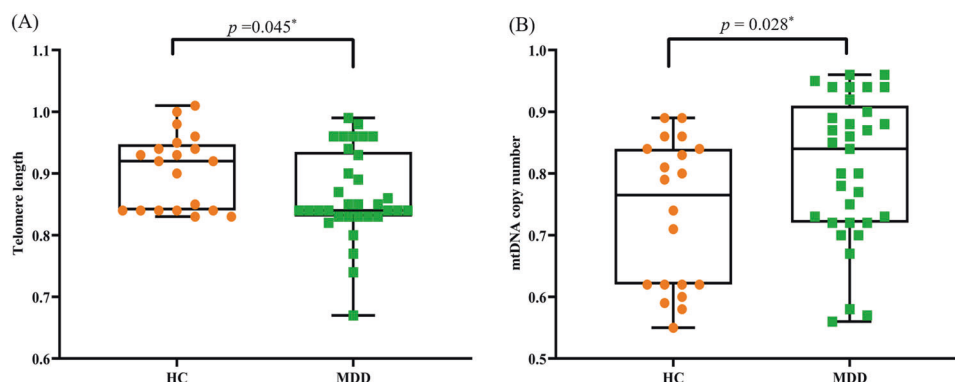 (A)
p =0.045*
Telomere length
1.1
1.0
0.9
0.8
0.7
0.6
HC
MDD
(B)
p =0.028*
mtDNA copy number
1.0
0.9
0.8
0.7
0.6
0.5
HC
MDD